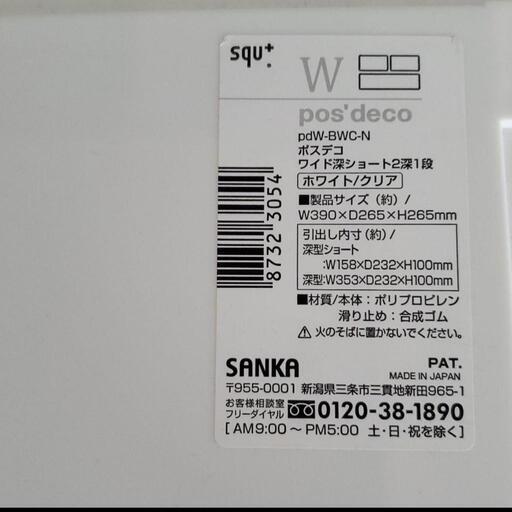 squ+
W
pos'deco
pdW-BWC-N
ポスデコ
ワイド深ショート2深1段
ホワイト/クリア
■製品サイズ(約)/
W390×D265×H265mm
引出し内寸(約)/
深型ショート
:W158×D232×H100mm
深型:W353×D232×H100mm
■材質/本体:ポリプロピレン
滑り止め:合成ゴム
⚠火のそばに置かないでください。
8732 3054
SANKA
PAT.
MADE IN JAPAN
〒955-0001 新潟県三条市三貫地新田965-1
お客様相談室
フリーダイヤル 0120-38-1890
[AM9:00〜PM5:00 土・日・祝を除く]